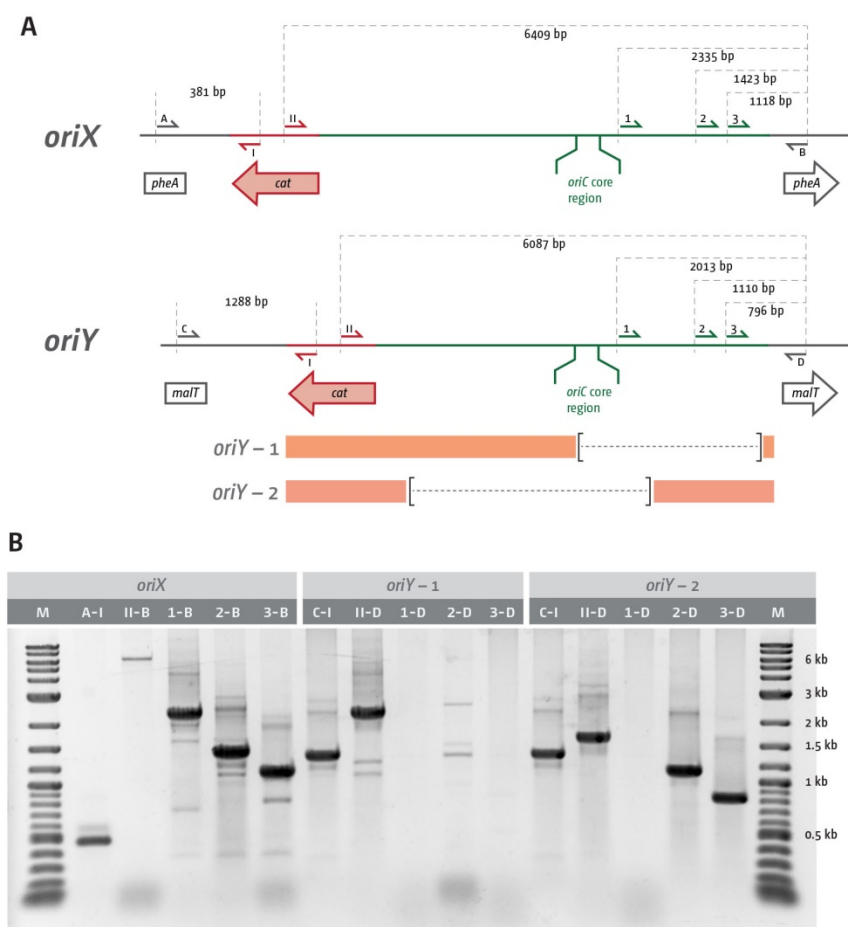 A
6409 bp
2335 bp
381 bp
1423 bp
1118 bp
A
II
1
2
3
oriX
I
B
pheA
cat
oriC core
region
pheA
6087 bp
2013 bp
1288 bp
1110 bp
796 bp
C
II
1
2
3
oriY
I
D
malT
cat
oriC core
region
malT
oriY – 1
oriY – 2
B
oriX oriY – 1 oriY – 2
M A-I II-B 1-B 2-B 3-B C-I II-D 1-D 2-D 3-D C-I II-D 1-D 2-D 3-D M
6 kb
3 kb
2 kb
1.5 kb
1 kb
0.5 kb